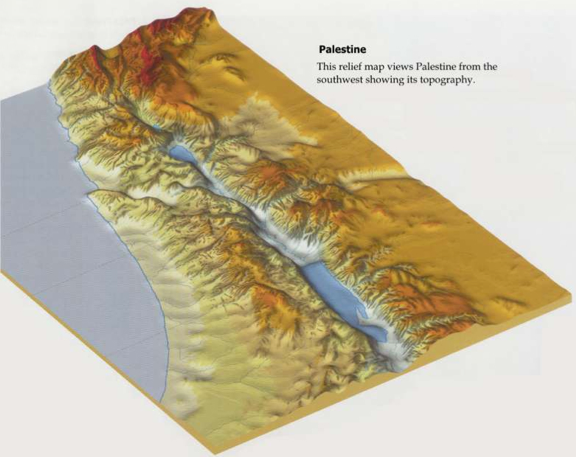 Palestine
This relief map views Palestine from the
southwest showing its topography.